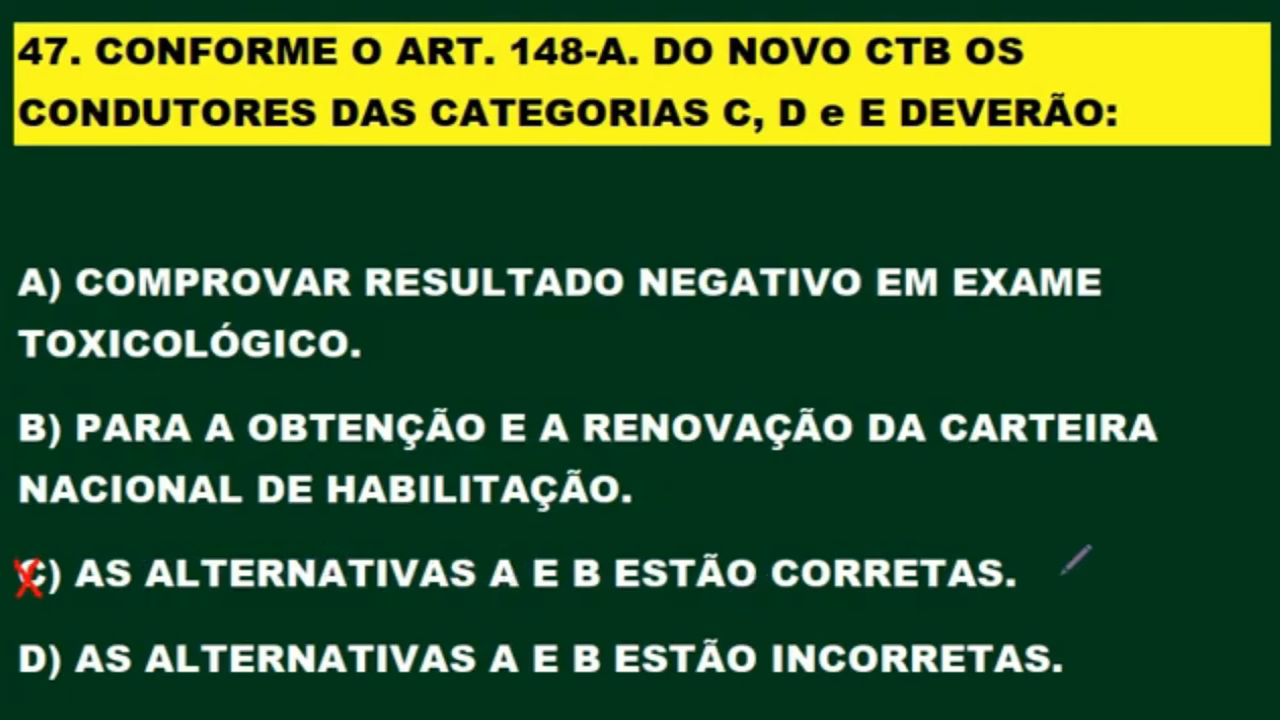 47. CONFORME O ART. 148-A. DO NOVO CTB OS
CONDUTORES DAS CATEGORIAS C, D e E DEVERÃO:
A) COMPROVAR RESULTADO NEGATIVO EM EXAME
TOXICOLÓGICO.
B) PARA A OBTENÇÃO E A RENOVAÇÃO DA CARTEIRA
NACIONAL DE HABILITAÇÃO.
C) AS ALTERNATIVAS A E B ESTÃO CORRETAS.
D) AS ALTERNATIVAS A E B ESTÃO INCORRETAS.